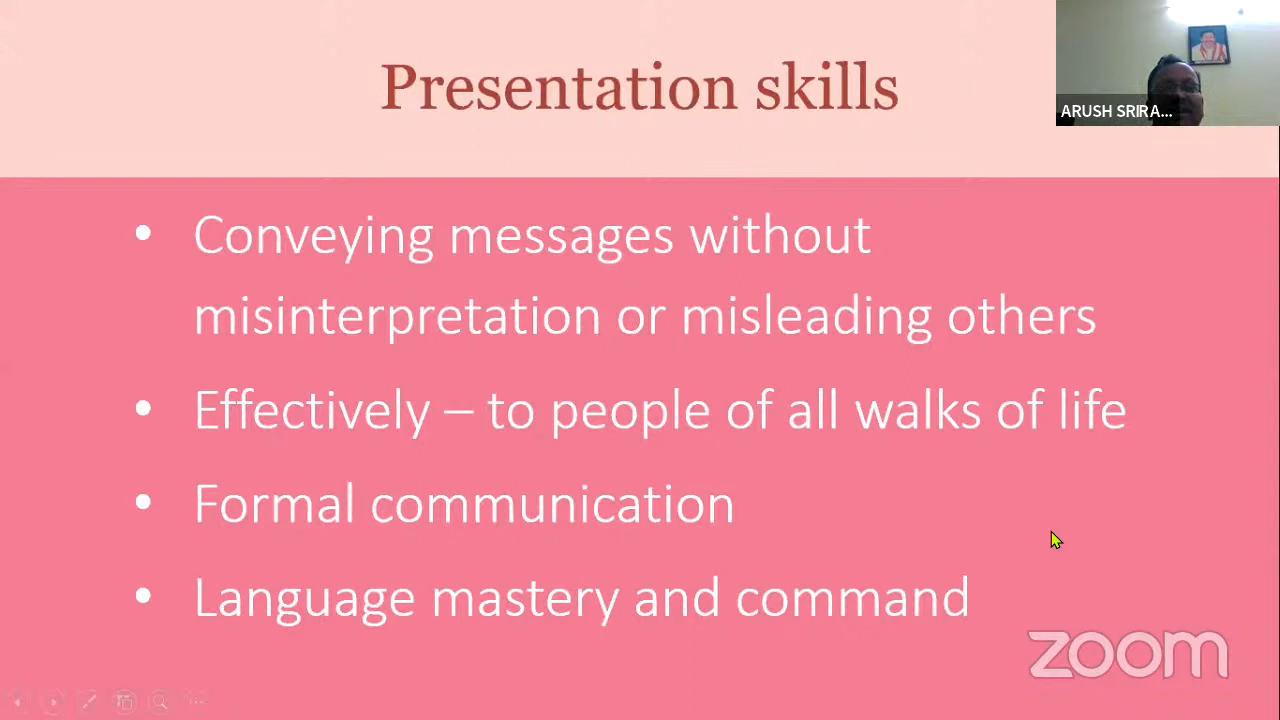 Presentation skills
ARUSH SRIRA...
• Conveying messages without
misinterpretation or misleading others
• Effectively – to people of all walks of life
• Formal communication
• Language mastery and command
zoom